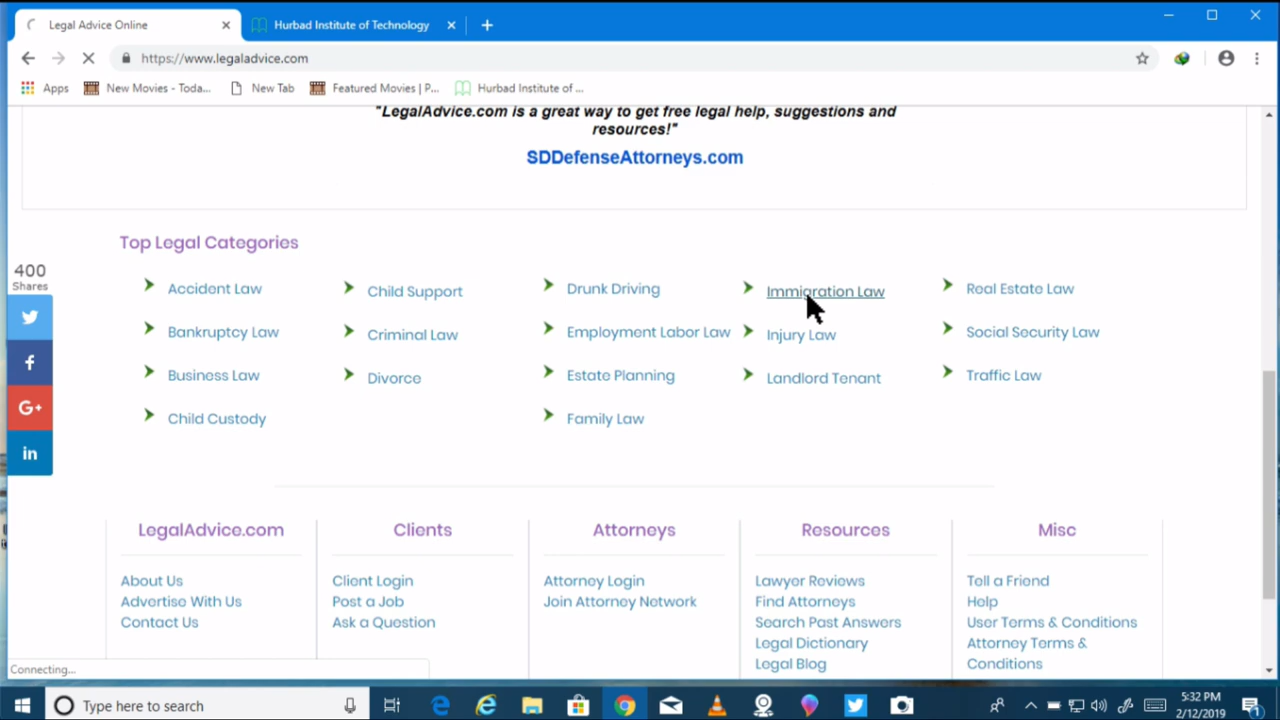 Legal Advice Online
Hurbad Institute of Technology
https://www.legaladvice.com
Apps
New Movies - Toda...
New Tab
Featured Movies | P...
Hurbad Institute of ...
"LegalAdvice.com is a great way to get free legal help, suggestions and
resources!"
SDDefenseAttorneys.com
Top Legal Categories
400
Shares
G+
in
Accident Law
Bankruptcy Law
Business Law
Child Custody
Child Support
Criminal Law
Divorce
Drunk Driving
Employment Labor Law
Estate Planning
Family Law
Immigration Law
Injury Law
Landlord Tenant
Real Estate Law
Social Security Law
Traffic Law
LegalAdvice.com
About Us
Advertise With Us
Contact Us
Clients
Client Login
Post a Job
Ask a Question
Attorneys
Attorney Login
Join Attorney Network
Resources
Lawyer Reviews
Find Attorneys
Search Past Answers
Legal Dictionary
Legal Blog
Misc
Tell a Friend
Help
User Terms & Conditions
Attorney Terms &
Conditions
Connecting...
Type here to search
5:32 PM
2/12/2019
1